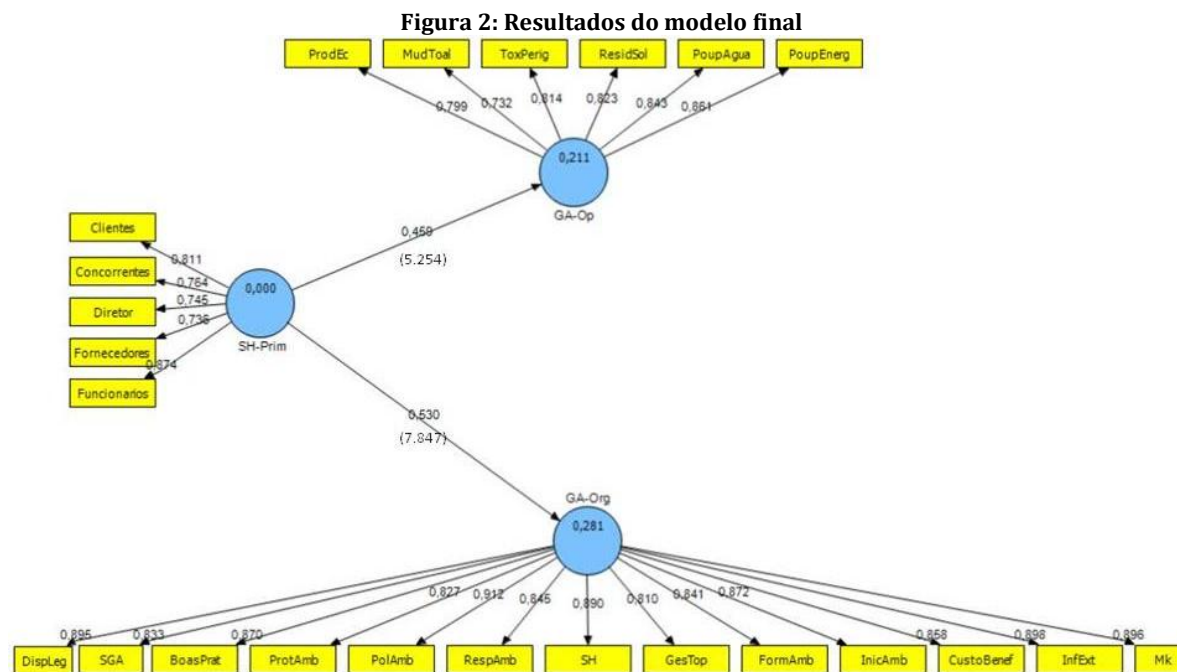 Figura 2: Resultados do modelo final
ProdEc MudToal ToxPerig ResidSol PoupAgua PoupEnerg
0,799 0,732 0,814 0,823 0,843 0,861
0,211
GA-Op
Clientes
0,811
Concorrentes
0,764
Diretor
0,745
Fornecedores
0,736
Funcionarios
0,874
0,000
SH-Prim
0,459
(5.254)
0,530
(7.847)
GA-Org
0,281
0,895 0,833 0,870 0,827 0,912 0,845 0,890 0,810 0,841 0,872 0,858 0,898 0,896
DispLeg SGA BoasPrat ProtAmb PolAmb RespAmb SH GesTop FormAmb InicAmb CustoBenef InfExt Mk